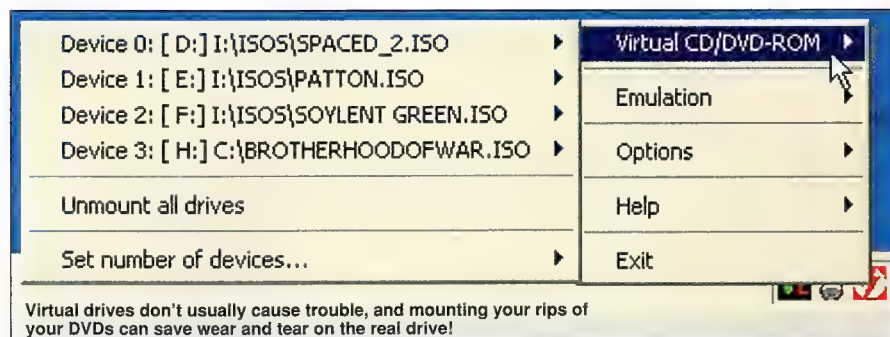 Device 0: [ D:] I:\ISOS\SPACED_2.ISO
Device 1: [ E:] I:\ISOS\PATTON.ISO
Device 2: [ F:] I:\ISOS\SOYLENT GREEN.ISO
Device 3: [ H:] C:\BROTHERHOODOFWAR.ISO
Unmount all drives
Set number of devices...
Virtual CD/DVD-ROM
Emulation
Options
Help
Exit
Virtual drives don't usually cause trouble, and mounting your rips of
your DVDs can save wear and tear on the real drive!